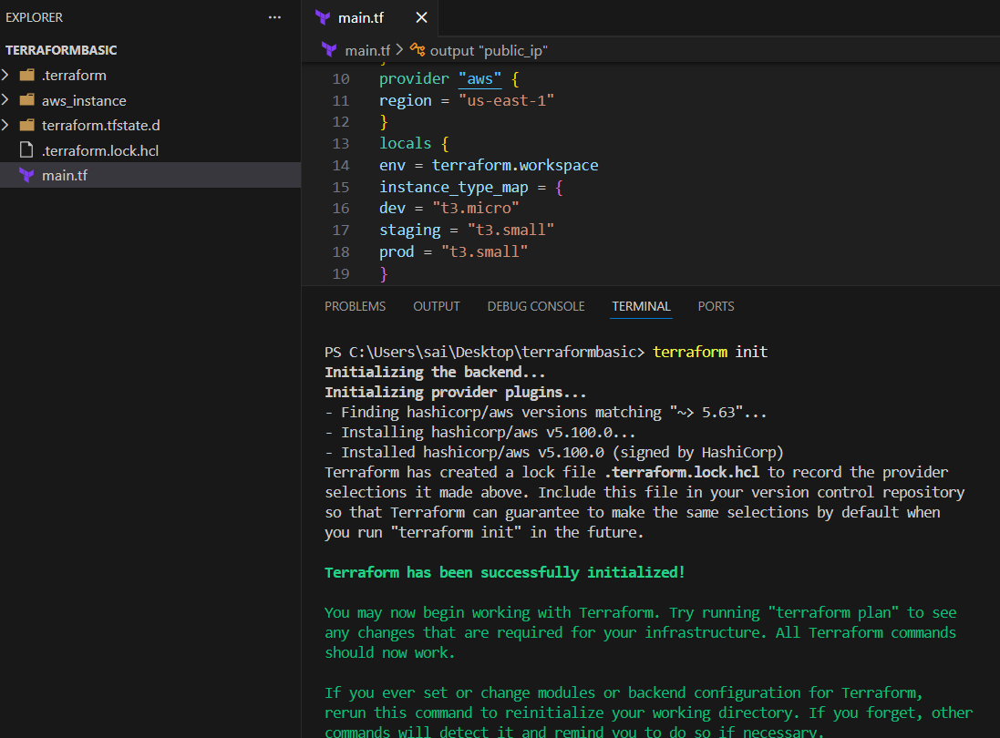 EXPLORER
TERRAFORMBASIC
.terraform
aws_instance
terraform.tfstate.d
.terraform.lock.hcl
main.tf
main.tf
main.tf > output "public_ip"
10 provider "aws" {
11 region = "us-east-1"
12 }
13 locals {
14 env = terraform.workspace
15 instance_type_map = {
16 dev = "t3.micro"
17 staging = "t3.small"
18 prod = "t3.small"
19 }
PROBLEMS OUTPUT DEBUG CONSOLE TERMINAL PORTS
PS C:\Users\sai\Desktop\terraformbasic> terraform init
Initializing the backend...
Initializing provider plugins...
- Finding hashicorp/aws versions matching "~> 5.63"...
- Installing hashicorp/aws v5.100.0...
- Installed hashicorp/aws v5.100.0 (signed by HashiCorp)
Terraform has created a lock file .terraform.lock.hcl to record the provider
selections it made above. Include this file in your version control repository
so that Terraform can guarantee to make the same selections by default when
you run "terraform init" in the future.
Terraform has been successfully initialized!
You may now begin working with Terraform. Try running "terraform plan" to see
any changes that are required for your infrastructure. All Terraform commands
should now work.
If you ever set or change modules or backend configuration for Terraform,
rerun this command to reinitialize your working directory. If you forget, other
commands will detect it and remind you to do so if necessary.